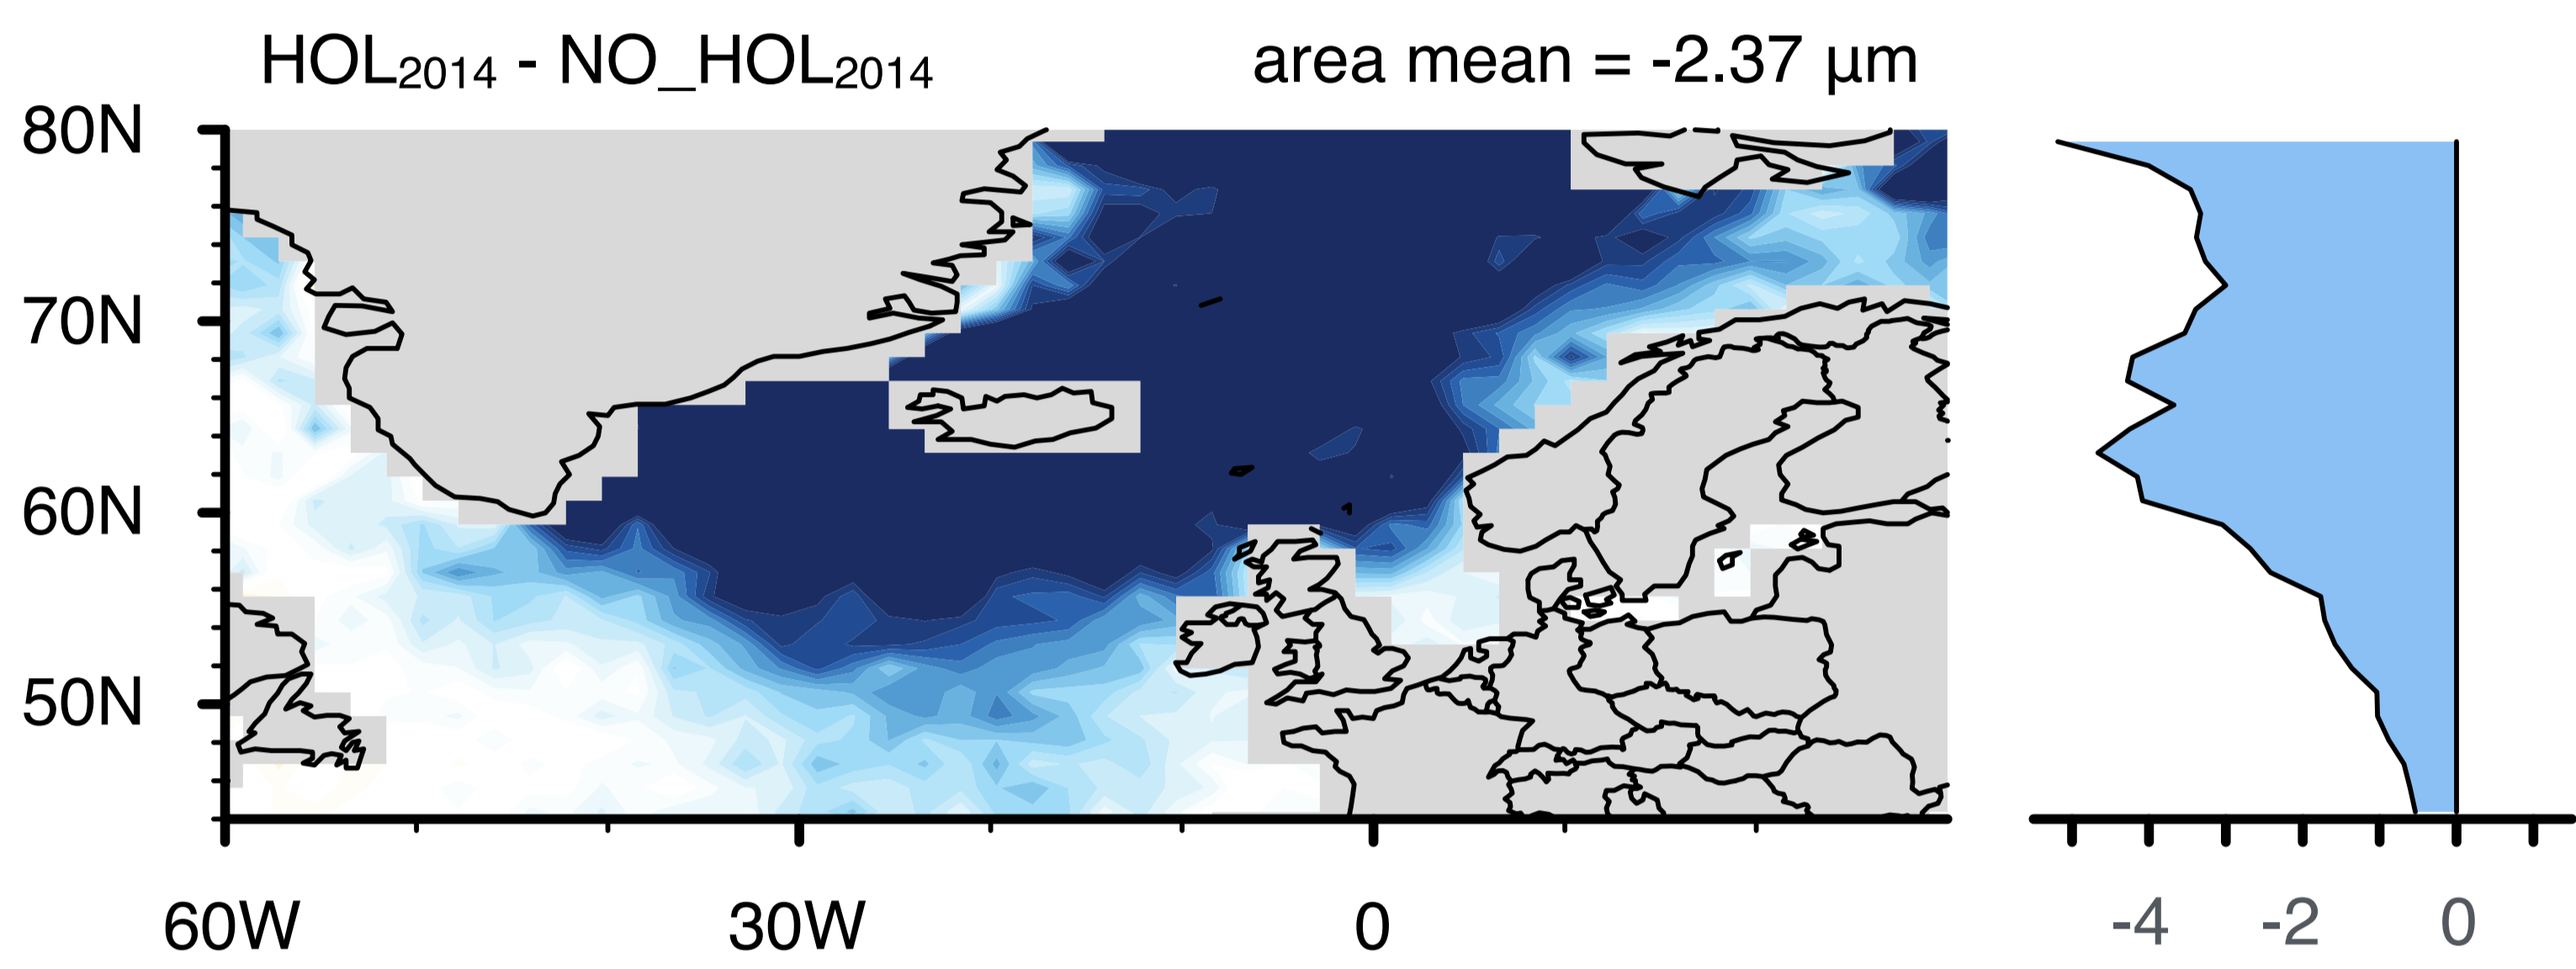 HOL2014 - NO_HOL2014 area mean = -2.37 µm
80N
70N
60N
50N
60W 30W 0 -4 -2 0